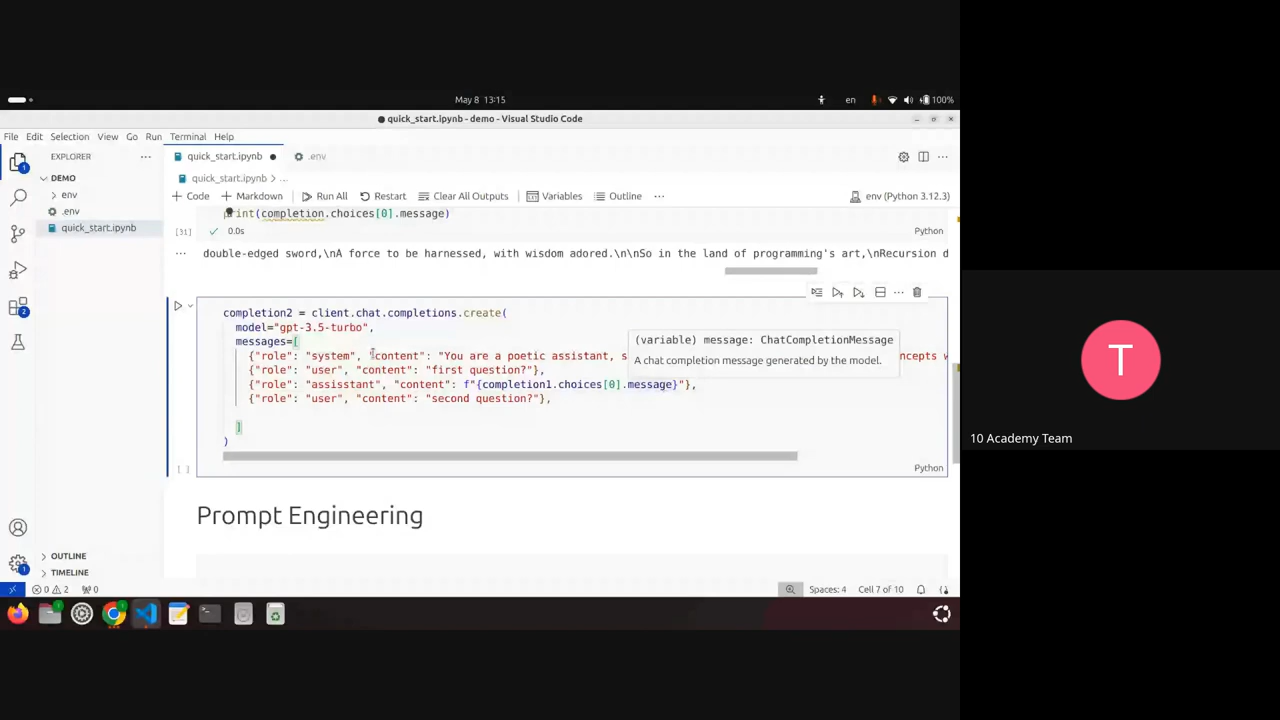 May 8 13:15
en
100%
quick_start.ipynb - demo - Visual Studio Code
File Edit Selection View Go Run Terminal Help
EXPLORER
quick_start.ipynb
.env
DEMO
quick_start.ipynb > ...
env
.env
quick_start.ipynb
Code
Markdown
Run All
Restart
Clear All Outputs
Variables
Outline
env (Python 3.12.3)
print(completion.choices[0].message)
[31]
0.0s
Python
double-edged sword,\nA force to be harnessed, with wisdom adored.\n\nSo in the land of programming's art,\nRecursion d
completion2 = client.chat.completions.create(
model="gpt-3.5-turbo",
messages=[
{"role": "system", "content": "You are a poetic assistant, s
{"role": "user", "content": "first question?"},
{"role": "assisstant", "content": f"{completion1.choices[0].message}"},
{"role": "user", "content": "second question?"},
]
)
(variable) message: ChatCompletionMessage
A chat completion message generated by the model.
[ ]
Python
Prompt Engineering
OUTLINE
TIMELINE
0 2 0
Spaces: 4
Cell 7 of 10
T
10 Academy Team